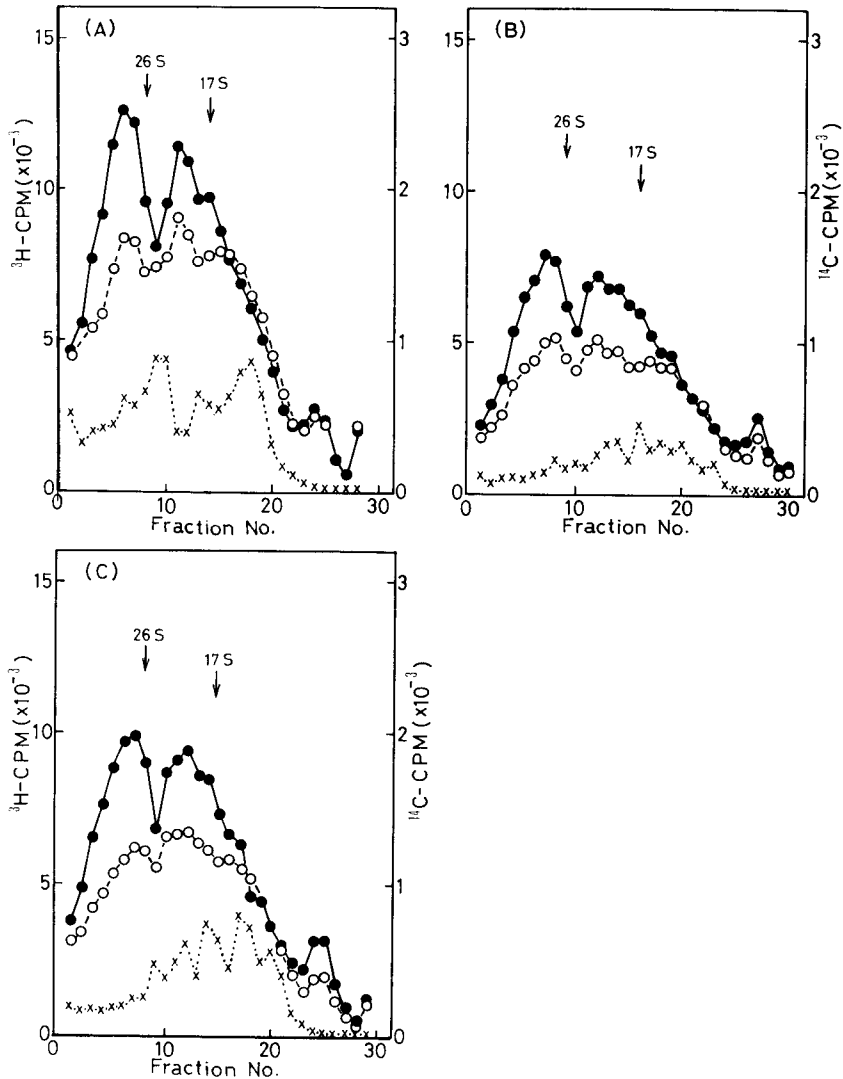 (A)
26 S
17 S
15
10
5
0
3
2
1
0
³H-CPM (x10⁻³)
0 10 20 30
Fraction No.
(B)
26 S
17 S
15
10
5
0
3
2
1
0
¹⁴C-CPM (x10⁻³)
0 10 20 30
Fraction No.
(C)
26 S
17 S
15
10
5
0
3
2
1
0
³H-CPM (x10⁻³)
¹⁴C-CPM (x10⁻³)
0 10 20 30
Fraction No.